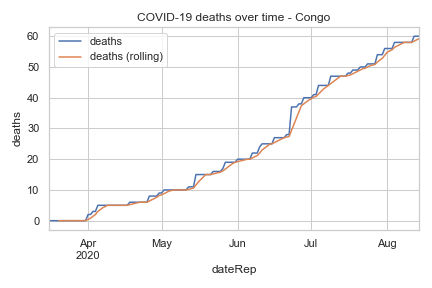 COVID-19 deaths over time - Congo
deaths
deaths (rolling)
60
50
40
30
20
10
0
deaths
Apr
2020
May
Jun
Jul
Aug
dateRep